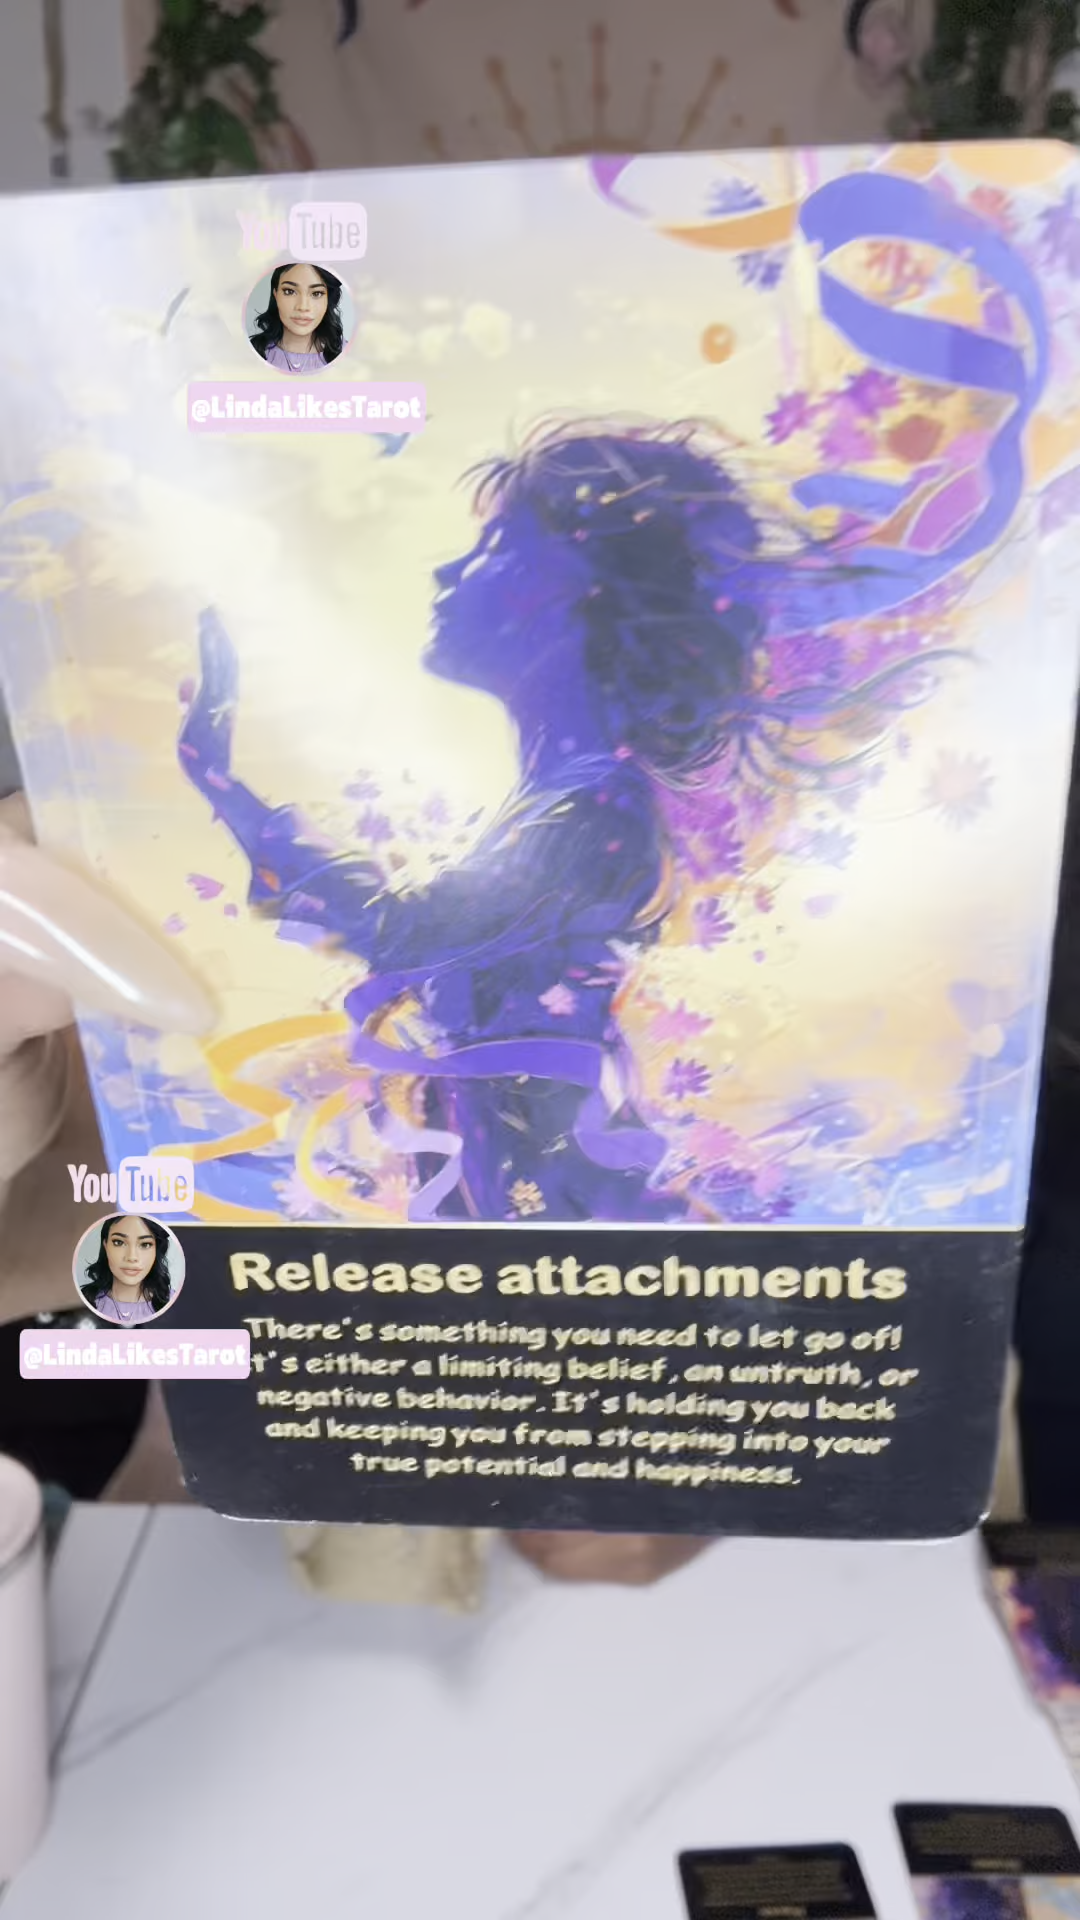 YouTube
@LindaLikesTarot
YouTube
@LindaLikesTarot
Release attachments
There's something you need to let go of!
t's either a limiting belief, an untruth, or
negative behavior. It's holding you back
and keeping you from stepping into your
true potential and happiness.